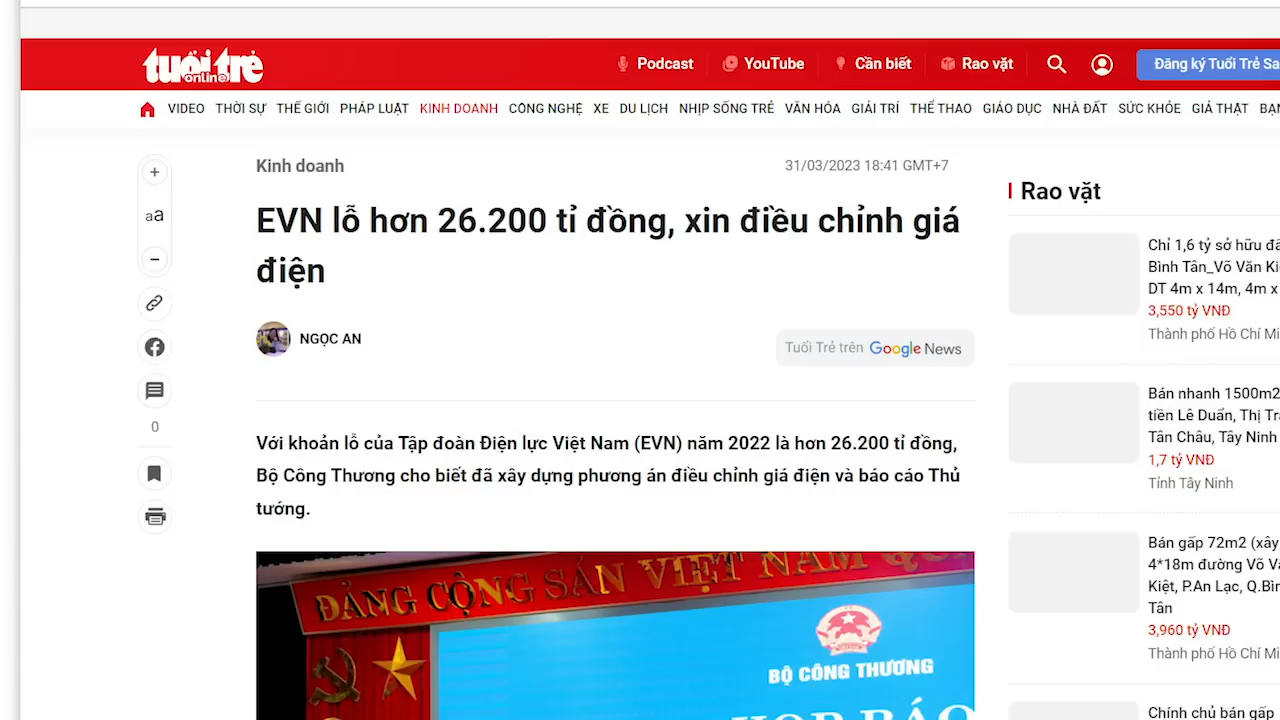 tuổi trẻ
online
Podcast
YouTube
Cần biết
Rao vặt
Đăng ký Tuổi Trẻ
VIDEO THỜI SỰ THẾ GIỚI PHÁP LUẬT KINH DOANH CÔNG NGHỆ XE DU LỊCH NHỊP SỐNG TRẺ VĂN HÓA GIẢI TRÍ THỂ THAO GIÁO DỤC NHÀ ĐẤT SỨC KHỎE GIẢ THẬT
Kinh doanh
31/03/2023 18:41 GMT+7
EVN lỗ hơn 26.200 tỉ đồng, xin điều chỉnh giá
điện
NGỌC AN
Tuổi Trẻ trên Google News
Với khoản lỗ của Tập đoàn Điện lực Việt Nam (EVN) năm 2022 là hơn 26.200 tỉ đồng,
Bộ Công Thương cho biết đã xây dựng phương án điều chỉnh giá điện và báo cáo Thủ
tướng.
ĐẢNG CỘNG SẢN VIỆT NAM
BỘ CÔNG THƯƠNG
HỌP BÁO
+
aa
−
0
Rao vặt
Chỉ 1,6 tỷ sở hữu
Bình Tân_Võ Văn
DT 4m x 14m, 4m x
3,550 tỷ VNĐ
Thành phố Hồ Chí
Bán nhanh 1500m2
tiền Lê Duẩn, Thị
Tân Châu, Tây Ninh
1,7 tỷ VNĐ
Tỉnh Tây Ninh
Bán gấp 72m2 (xây
4*18m đường Võ
Kiệt, P.An Lạc,
Tân
3,960 tỷ VNĐ
Thành phố Hồ Chí
Chính chủ bán gấp